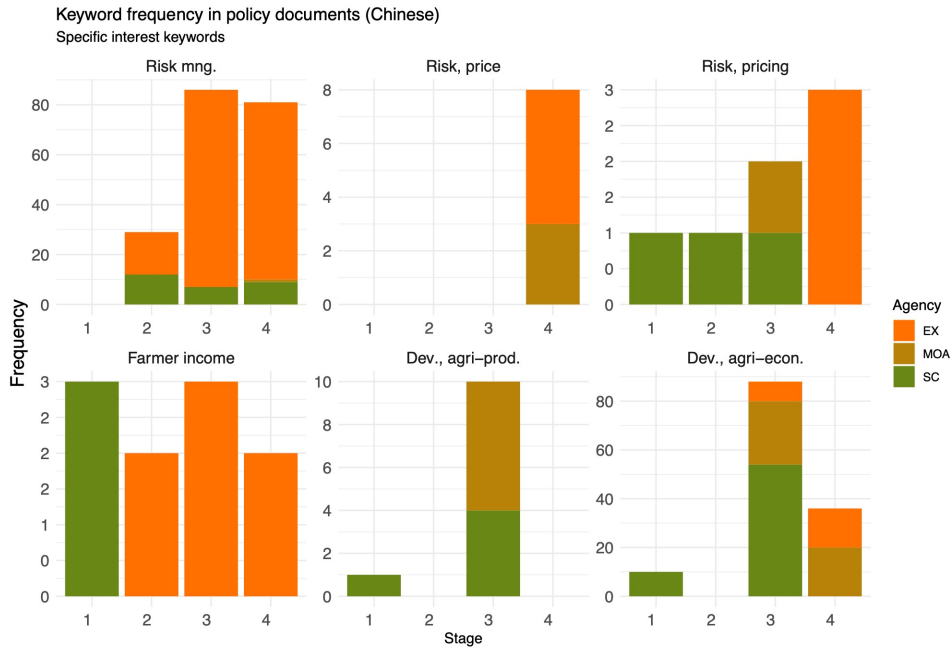 Keyword frequency in policy documents (Chinese)
Specific interest keywords
Risk mng.
80
60
0
40
20
0
1 2 3 4
Risk, price
8
6
4
2
0
1 2 3 4
Risk, pricing
3
2
2
2
1
0
0
1 2 3 4
Frequency
Farmer income
3
2
2
2
1
0
0
1 2 3 4
Dev., agri−prod.
10
8
6
4
2
0
1 2 3 4
Dev., agri−econ.
80
60
40
20
0
1 2 3 4
Stage
Agency
EX
MOA
SC